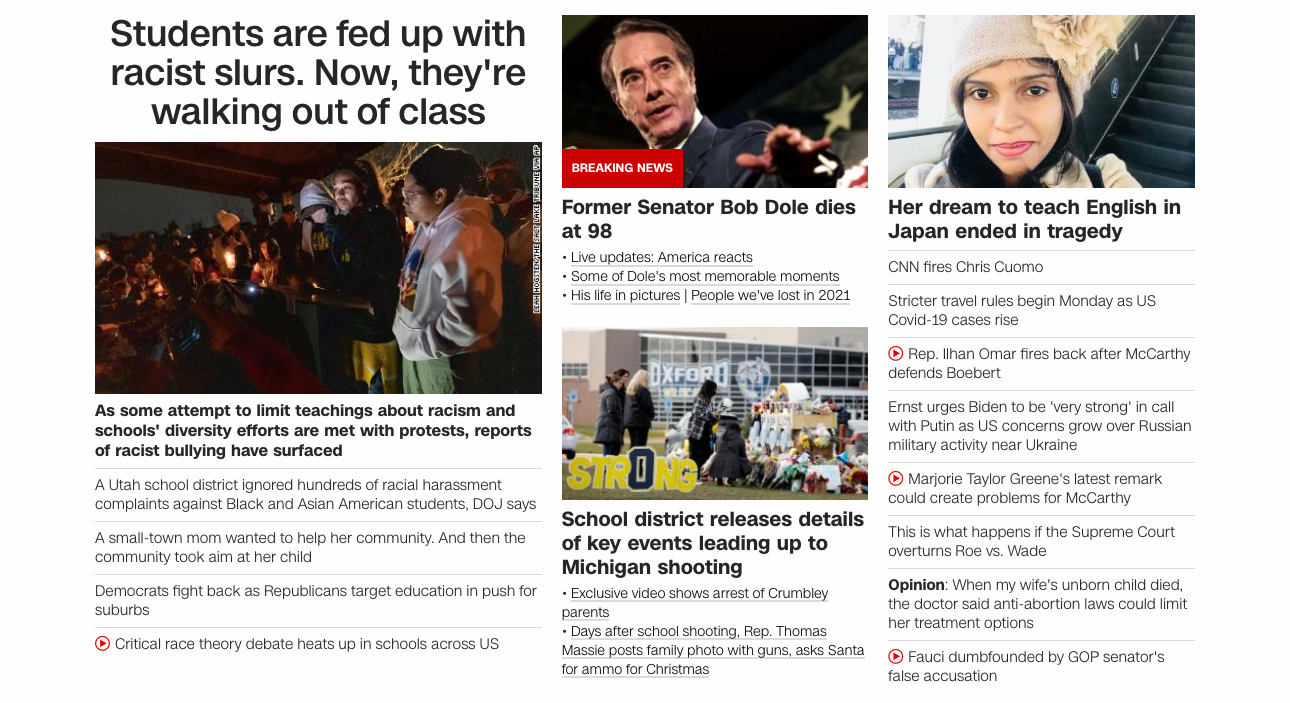 Students are fed up with
racist slurs. Now, they're
walking out of class
LEAH HOGSTEN/THE SALT LAKE TRIBUNE VIA AP
As some attempt to limit teachings about racism and
schools' diversity efforts are met with protests, reports
of racist bullying have surfaced
A Utah school district ignored hundreds of racial harassment
complaints against Black and Asian American students, DOJ says
A small-town mom wanted to help her community. And then the
community took aim at her child
Democrats fight back as Republicans target education in push for
suburbs
Critical race theory debate heats up in schools across US
BREAKING NEWS
Former Senator Bob Dole dies
at 98
• Live updates: America reacts
• Some of Dole's most memorable moments
• His life in pictures | People we've lost in 2021
OXFORD
STRONG
School district releases details
of key events leading up to
Michigan shooting
• Exclusive video shows arrest of Crumbley
parents
• Days after school shooting, Rep. Thomas
Massie posts family photo with guns, asks Santa
for ammo for Christmas
Her dream to teach English in
Japan ended in tragedy
CNN fires Chris Cuomo
Stricter travel rules begin Monday as US
Covid-19 cases rise
Rep. Ilhan Omar fires back after McCarthy
defends Boebert
Ernst urges Biden to be 'very strong' in call
with Putin as US concerns grow over Russian
military activity near Ukraine
Marjorie Taylor Greene's latest remark
could create problems for McCarthy
This is what happens if the Supreme Court
overturns Roe vs. Wade
Opinion: When my wife's unborn child died,
the doctor said anti-abortion laws could limit
her treatment options
Fauci dumbfounded by GOP senator's
false accusation